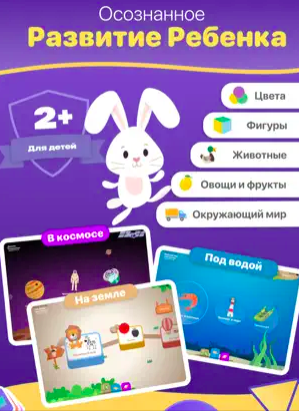 Осознанное
Развитие Ребенка
2+
Для детей
Цвета
Фигуры
Животные
Овощи и фрукты
Окружающий мир
В космосе
Под водой
На земле